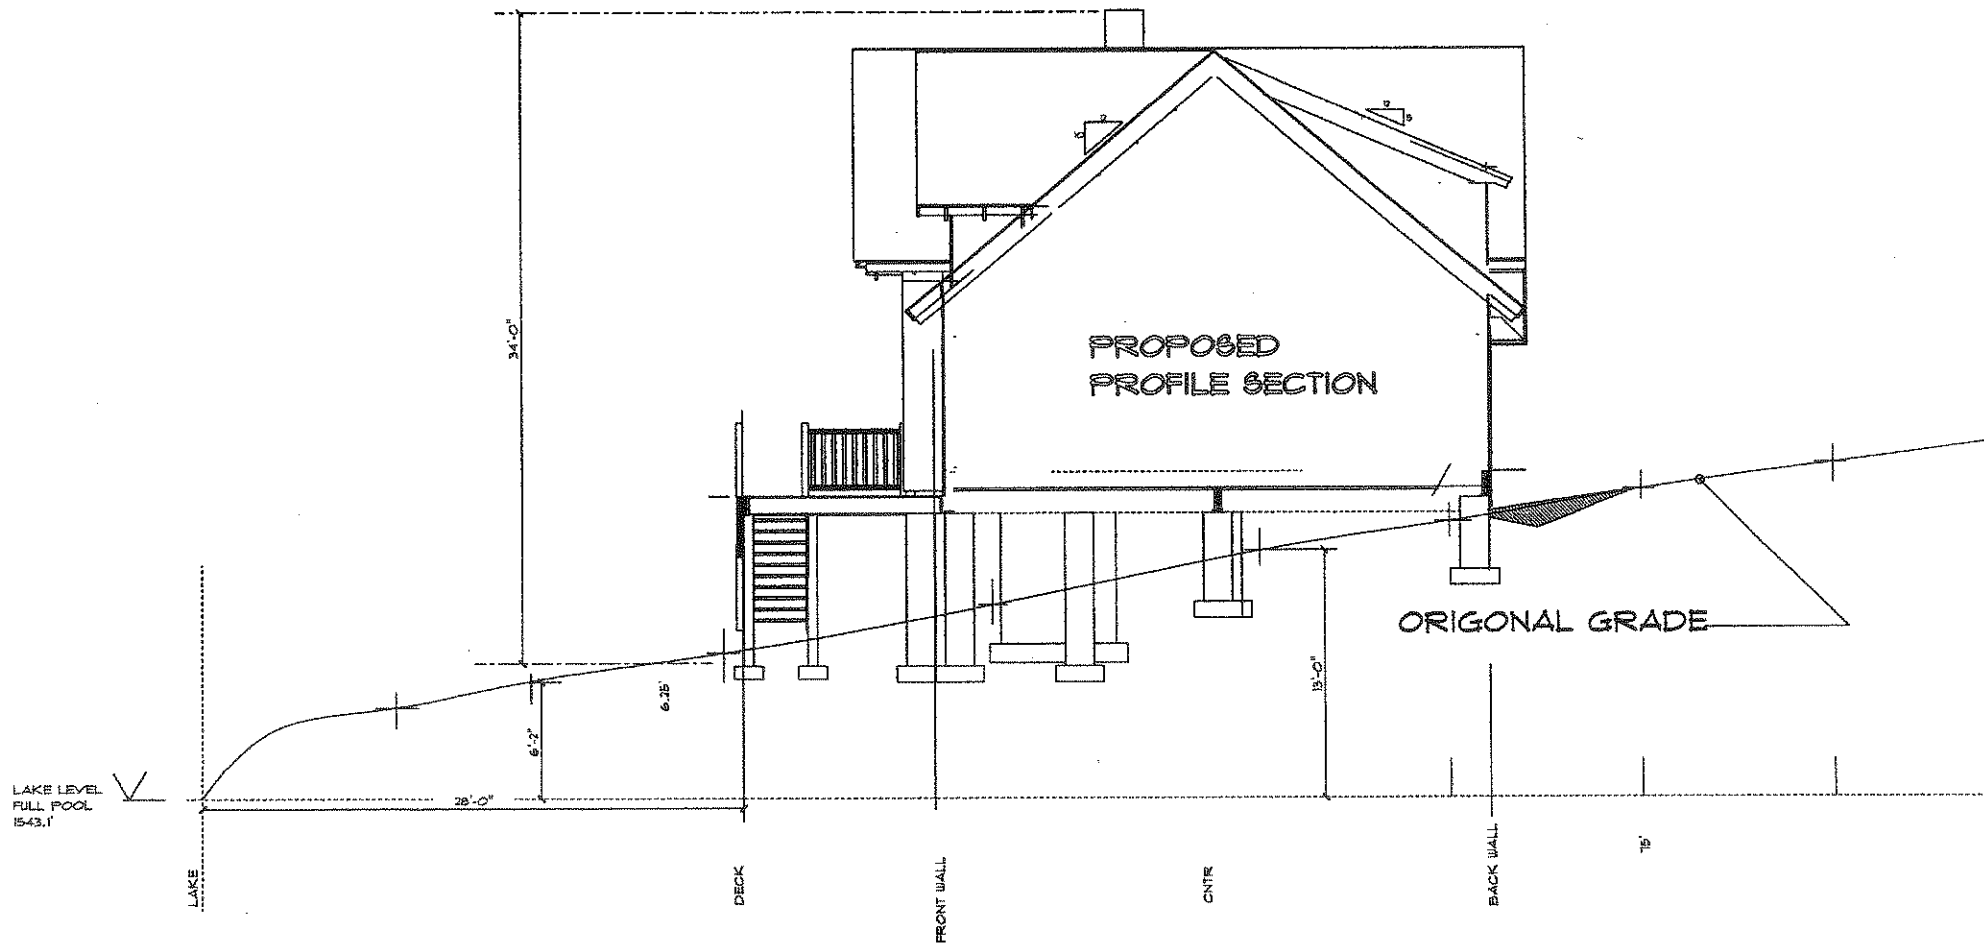 34'-0"
PROPOSED
PROFILE SECTION
ORIGONAL GRADE
13'-0"
6.25'
6'-2"
LAKE LEVEL
FULL POOL
1543.1'
28'-0"
LAKE
DECK
FRONT WALL
CNTR
BACK WALL
75'